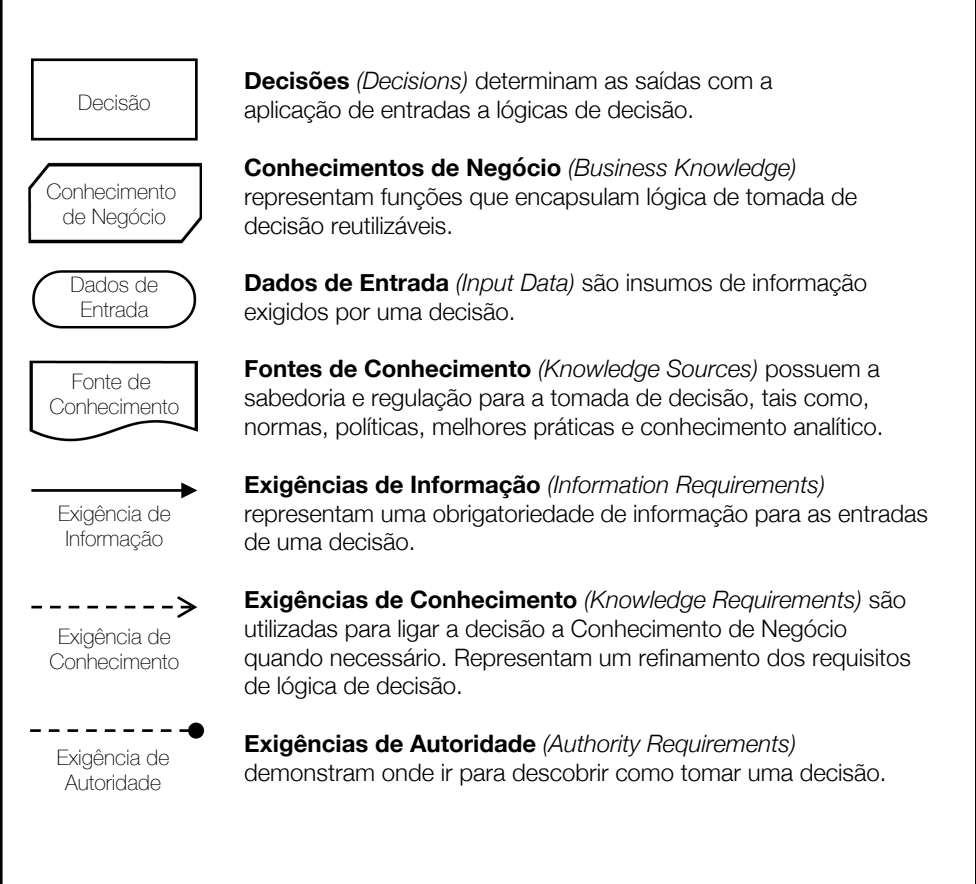 Decisão
Decisões (Decisions) determinam as saídas com a
aplicação de entradas a lógicas de decisão.
Conhecimento
de Negócio
Conhecimentos de Negócio (Business Knowledge)
representam funções que encapsulam lógica de tomada de
decisão reutilizáveis.
Dados de
Entrada
Dados de Entrada (Input Data) são insumos de informação
exigidos por uma decisão.
Fonte de
Conhecimento
Fontes de Conhecimento (Knowledge Sources) possuem a
sabedoria e regulação para a tomada de decisão, tais como,
normas, políticas, melhores práticas e conhecimento analítico.
Exigência de
Informação
Exigências de Informação (Information Requirements)
representam uma obrigatoriedade de informação para as entradas
de uma decisão.
Exigência de
Conhecimento
Exigências de Conhecimento (Knowledge Requirements) são
utilizadas para ligar a decisão a Conhecimento de Negócio
quando necessário. Representam um refinamento dos requisitos
de lógica de decisão.
Exigência de
Autoridade
Exigências de Autoridade (Authority Requirements)
demonstram onde ir para descobrir como tomar uma decisão.